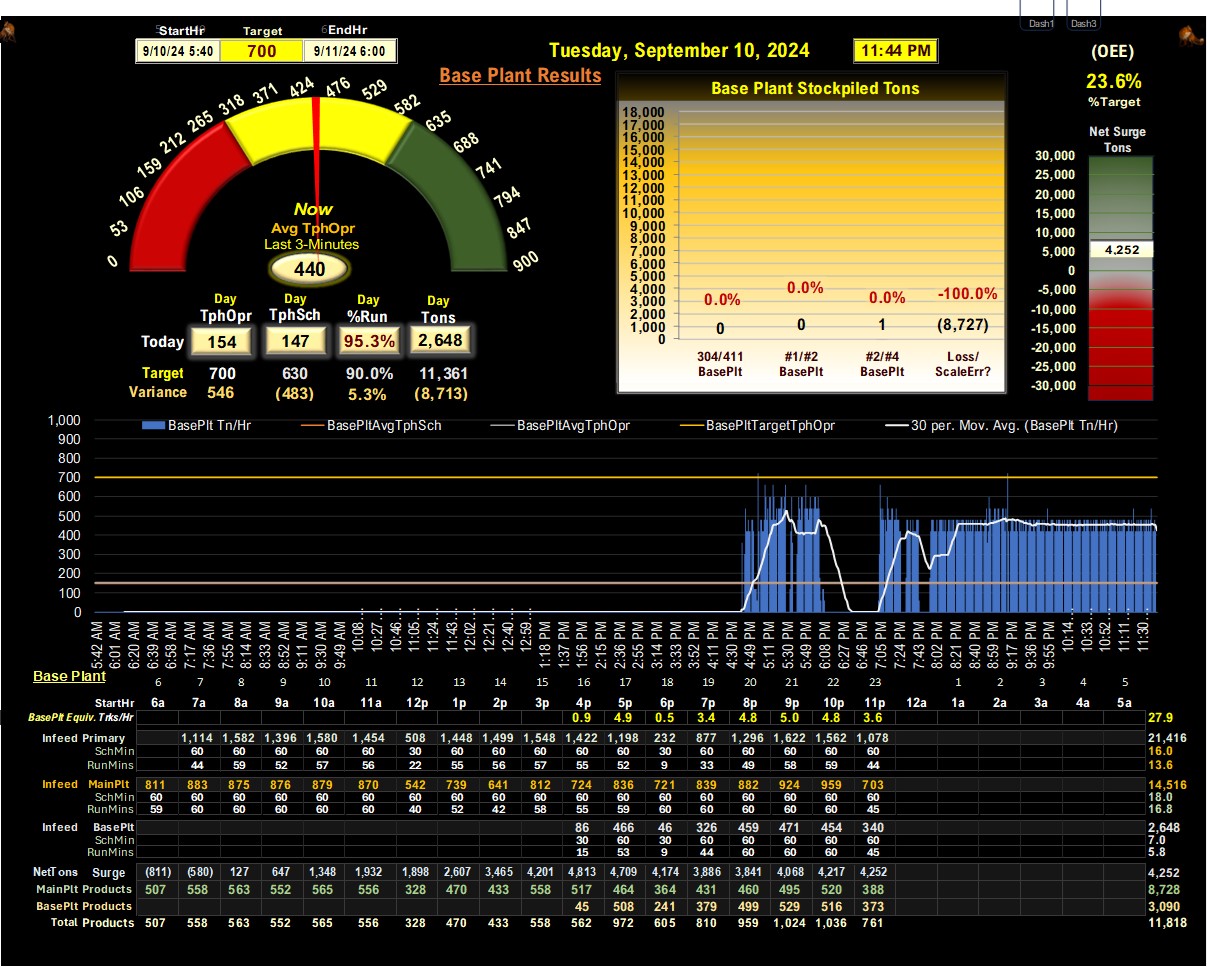 Dash1 Dash3
StartHr Target EndHr
9/10/24 5:40 700 9/11/24 6:00
Tuesday, September 10, 2024 11:44 PM
Base Plant Results
(OEE)
23.6%
%Target
Net Surge
Tons
30,000
25,000
20,000
15,000
10,000
5,000
0
-5,000
-10,000
-15,000
-20,000
-25,000
-30,000
4,252
0 53 106 159 212 265 318 371 424 476 529 582 635 688 741 794 847 900
Now
Avg TphOpr
Last 3-Minutes
440
Base Plant Stockpiled Tons
18,000
17,000
16,000
15,000
14,000
13,000
12,000
11,000
10,000
9,000
8,000
7,000
6,000
5,000
4,000
3,000
2,000
1,000
0
0.0% 0.0% 0.0% -100.0%
0 0 1 (8,727)
304/411 #1/#2 #2/#4 Loss/
BasePlt BasePlt BasePlt ScaleErr?
Day Day Day Day
TphOpr TphSch %Run Tons
Today 154 147 95.3% 2,648
Target 700 630 90.0% 11,361
Variance 546 (483) 5.3% (8,713)
BasePlt Tn/Hr BasePltAvgTphSch BasePltAvgTphOpr BasePltTargetTphOpr 30 per. Mov. Avg. (BasePlt Tn/Hr)
1,000
900
800
700
600
500
400
300
200
100
0
5:42 AM 6:01 AM 6:20 AM 6:39 AM 6:58 AM 7:17 AM 7:36 AM 7:55 AM 8:14 AM 8:33 AM 8:52 AM 9:11 AM 9:30 AM 9:49 AM 10:08... 10:27... 10:46... 11:05... 11:24... 11:43... 12:02... 12:21... 12:40... 12:59... 1:18 PM 1:37 PM 1:56 PM 2:15 PM 2:36 PM 2:55 PM 3:14 PM 3:33 PM 3:52 PM 4:11 PM 4:30 PM 4:49 PM 5:11 PM 5:30 PM 5:49 PM 6:08 PM 6:27 PM 6:46 PM 7:05 PM 7:24 PM 7:43 PM 8:02 PM 8:21 PM 8:40 PM 8:59 PM 9:17 PM 9:36 PM 9:55 PM 10:14... 10:33... 10:52... 11:11... 11:30...
Base Plant
6 7 8 9 10 11 12 13 14 15 16 17 18 19 20 21 22 23 1 2 3 4 5
StartHr 6a 7a 8a 9a 10a 11a 12p 1p 2p 3p 4p 5p 6p 7p 8p 9p 10p 11p 12a 1a 2a 3a 4a 5a
BasePlt Equiv. Trks/Hr 0.9 4.9 0.5 3.4 4.8 5.0 4.8 3.6 27.9
Infeed Primary 1,114 1,582 1,396 1,580 1,454 508 1,448 1,499 1,548 1,422 1,198 232 877 1,296 1,622 1,562 1,078 21,416
SchMin 60 60 60 60 60 30 60 60 60 60 60 30 60 60 60 60 60 16.0
RunMins 44 59 52 57 56 22 55 56 57 55 52 9 33 49 58 59 44 13.6
Infeed MainPlt 811 883 875 876 879 870 542 739 641 812 724 836 721 839 882 924 959 703 14,516
SchMin 60 60 60 60 60 60 60 60 60 60 60 60 60 60 60 60 60 60 18.0
RunMins 59 60 60 60 60 60 40 52 42 58 55 59 60 60 60 60 60 45 16.8
Infeed BasePlt 86 466 46 326 459 471 454 340 2,648
SchMin 30 60 30 60 60 60 60 60 7.0
RunMins 15 53 9 44 60 60 60 45 5.8
NetTons Surge (811) (580) 127 647 1,348 1,932 1,898 2,607 3,465 4,201 4,813 4,709 4,174 3,886 3,841 4,068 4,217 4,252 4,252
MainPlt Products 507 558 563 552 565 556 328 470 433 558 517 464 364 431 460 495 520 388 8,728
BasePlt Products 45 508 241 379 499 529 516 373 3,090
Total Products 507 558 563 552 565 556 328 470 433 558 562 972 605 810 959 1,024 1,036 761 11,818